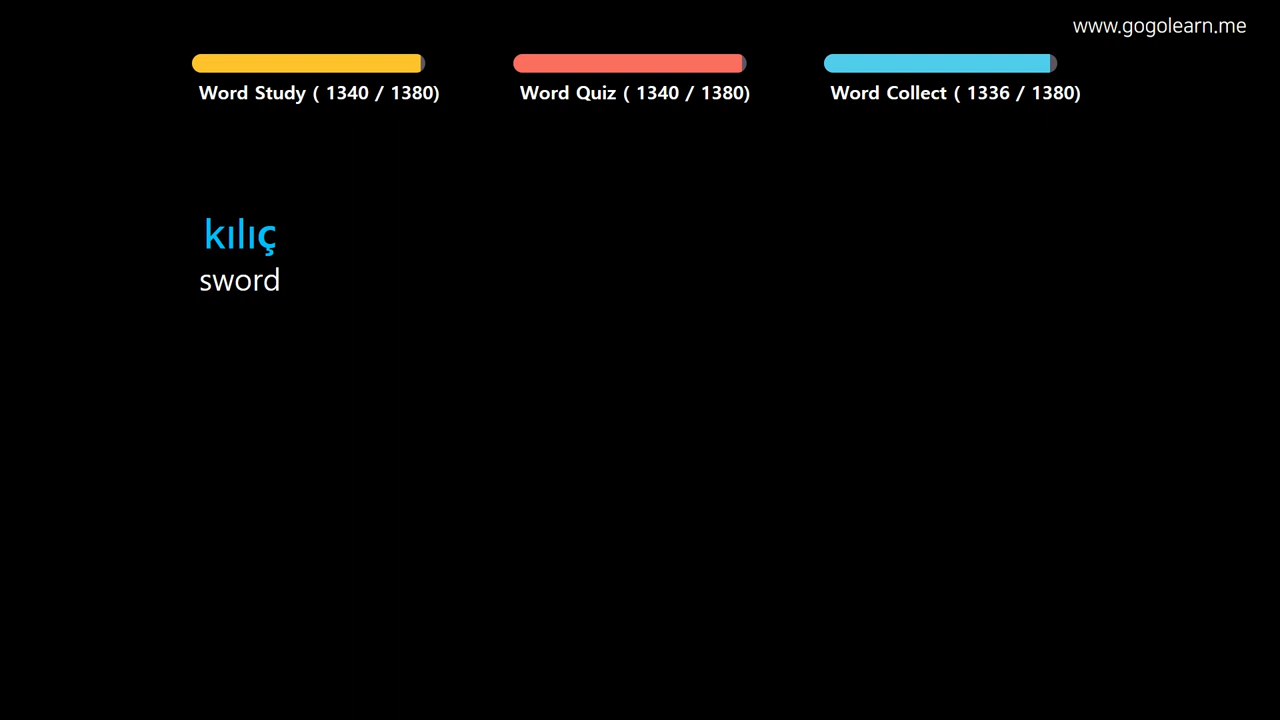 www.gogolearn.me
Word Study ( 1340 / 1380)
Word Quiz ( 1340 / 1380)
Word Collect ( 1336 / 1380)
kılıç
sword